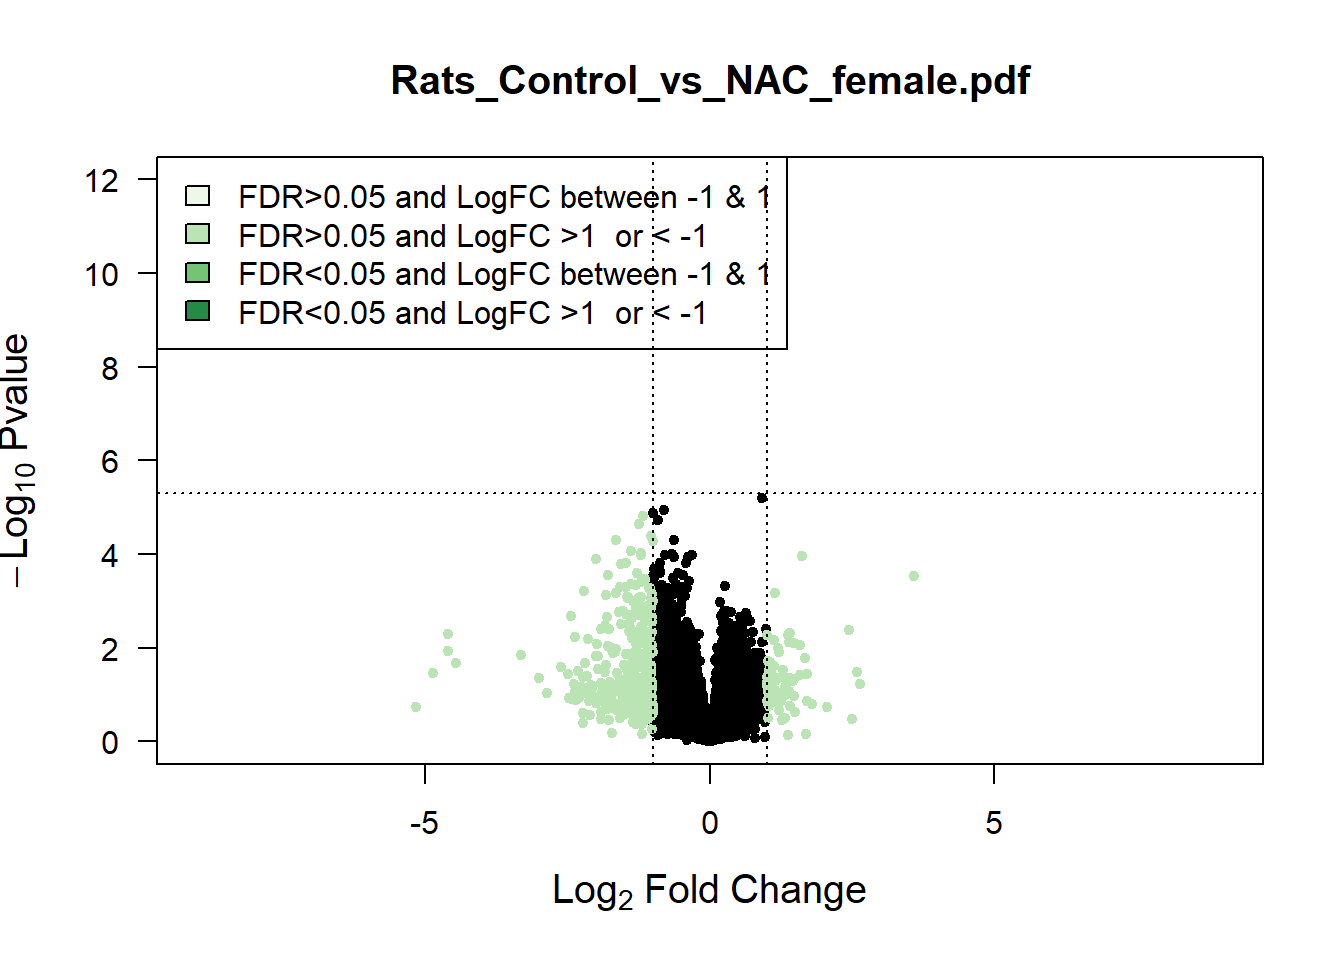 Rats_Control_vs_NAC_female.pdf
FDR>0.05 and LogFC between -1 & 1
FDR>0.05 and LogFC >1  or < -1
FDR<0.05 and LogFC between -1 & 1
FDR<0.05 and LogFC >1  or < -1
12
10
8
6
4
2
0
−Log10 Pvalue
-5 0 5
Log2 Fold Change